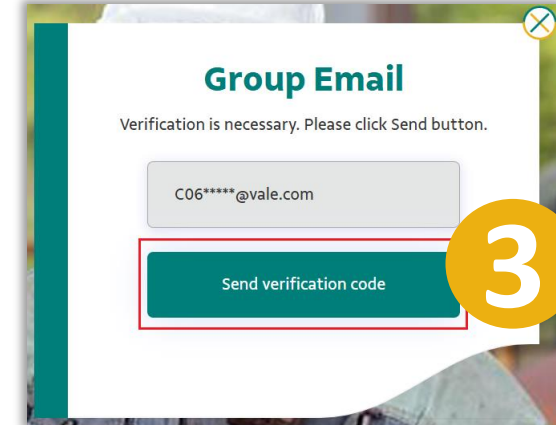 Group Email
Verification is necessary. Please click Send button.
C06*****@vale.com
Send verification code
3